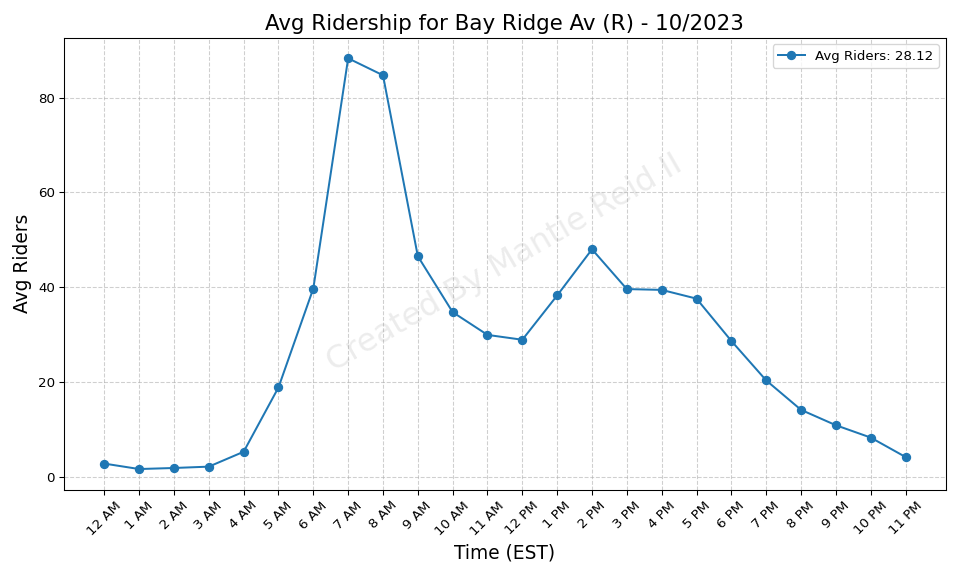 Avg Ridership for Bay Ridge Av (R) - 10/2023
Avg Riders: 28.12
Avg Riders
80
60
40
20
0
Created By Mantie Reid II
12 AM
1 AM
2 AM
3 AM
4 AM
5 AM
6 AM
7 AM
8 AM
9 AM
10 AM
11 AM
12 PM
1 PM
2 PM
3 PM
4 PM
5 PM
6 PM
7 PM
8 PM
9 PM
10 PM
11 PM
Time (EST)